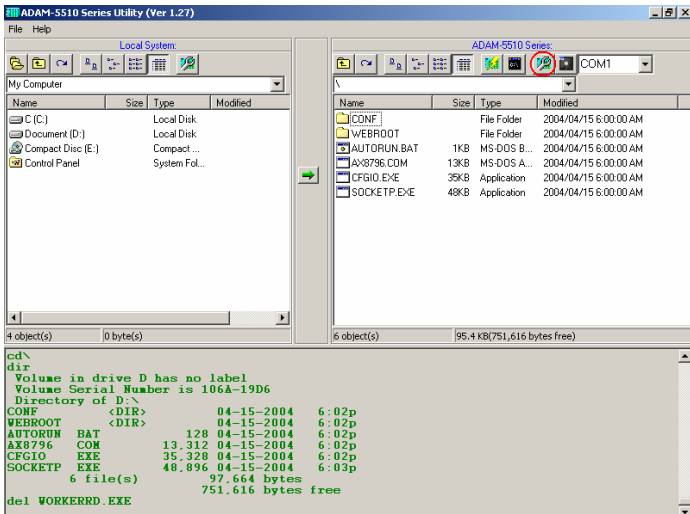 ADAM-5510 Series Utility (Ver 1.27)
File Help
Local System:
ADAM-5510 Series:
COM1
My Computer
\
Name Size Type Modified
C (C:) Local Disk
Document (D:) Local Disk
Compact Disc (E:) Compact ...
Control Panel System Fol...
Name Size Type Modified
CONF File Folder 2004/04/15 6:00:00 AM
WEBROOT File Folder 2004/04/15 6:00:00 AM
AUTORUN.BAT 1KB MS-DOS B... 2004/04/15 6:00:00 AM
AX8796.COM 13KB MS-DOS A... 2004/04/15 6:00:00 AM
CFGIO.EXE 35KB Application 2004/04/15 6:00:00 AM
SOCKETP.EXE 48KB Application 2004/04/15 6:00:00 AM
4 object(s) 0 byte(s)
6 object(s) 95.4 KB(751,616 bytes free)
cd\
dir
Volume in drive D has no label
Volume Serial Number is 106A-19D6
Directory of D:\
CONF <DIR> 04-15-2004 6:02p
WEBROOT <DIR> 04-15-2004 6:02p
AUTORUN BAT 128 04-15-2004 6:02p
AX8796 COM 13,312 04-15-2004 6:02p
CFGIO EXE 35,328 04-15-2004 6:02p
SOCKETP EXE 48,896 04-15-2004 6:03p
6 file(s) 97,664 bytes
751,616 bytes free
del WORKERRD.EXE